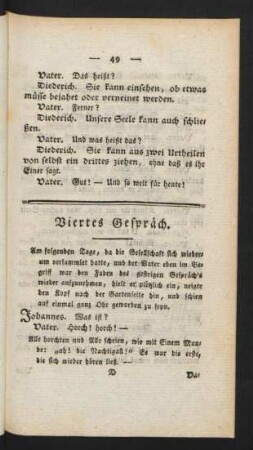 — 49 —
Vater. Das heißt?
Diederich. Sie kann einsehen, ob etwas
müsse bejahet oder verneinet werden.
Vater. Ferner?
Diederich. Unsere Seele kann auch schlies
ßen.
Vater. Und was heißt das?
Diederich. Sie kann aus zwei Urtheilen
von selbst ein drittes ziehen, ohne daß es ihr
Einer sagt.
Vater. Gut! — Und so weit für heute!
Viertes Gespräch.
Am folgenden Tage, da die Gesellschaft sich wieder-
um versammlet hatte, und der Vater eben im Be-
griff war den Faden des gestrigen Gespräch's
wieder aufzunehmen, hielt er plötzlich ein, neigte
den Kopf nach der Gartenseite hin, und schien
auf einmal ganz Ohr geworden zu seyn.
Johannes. Was ist?
Vater. Horch! horch! —
Alle horchten und Alle schrien, wie mit Einem Mun-
de: „ah! die Nachtigall!" Es war die erste,
die sich wieder hören ließ. —
D
Va-